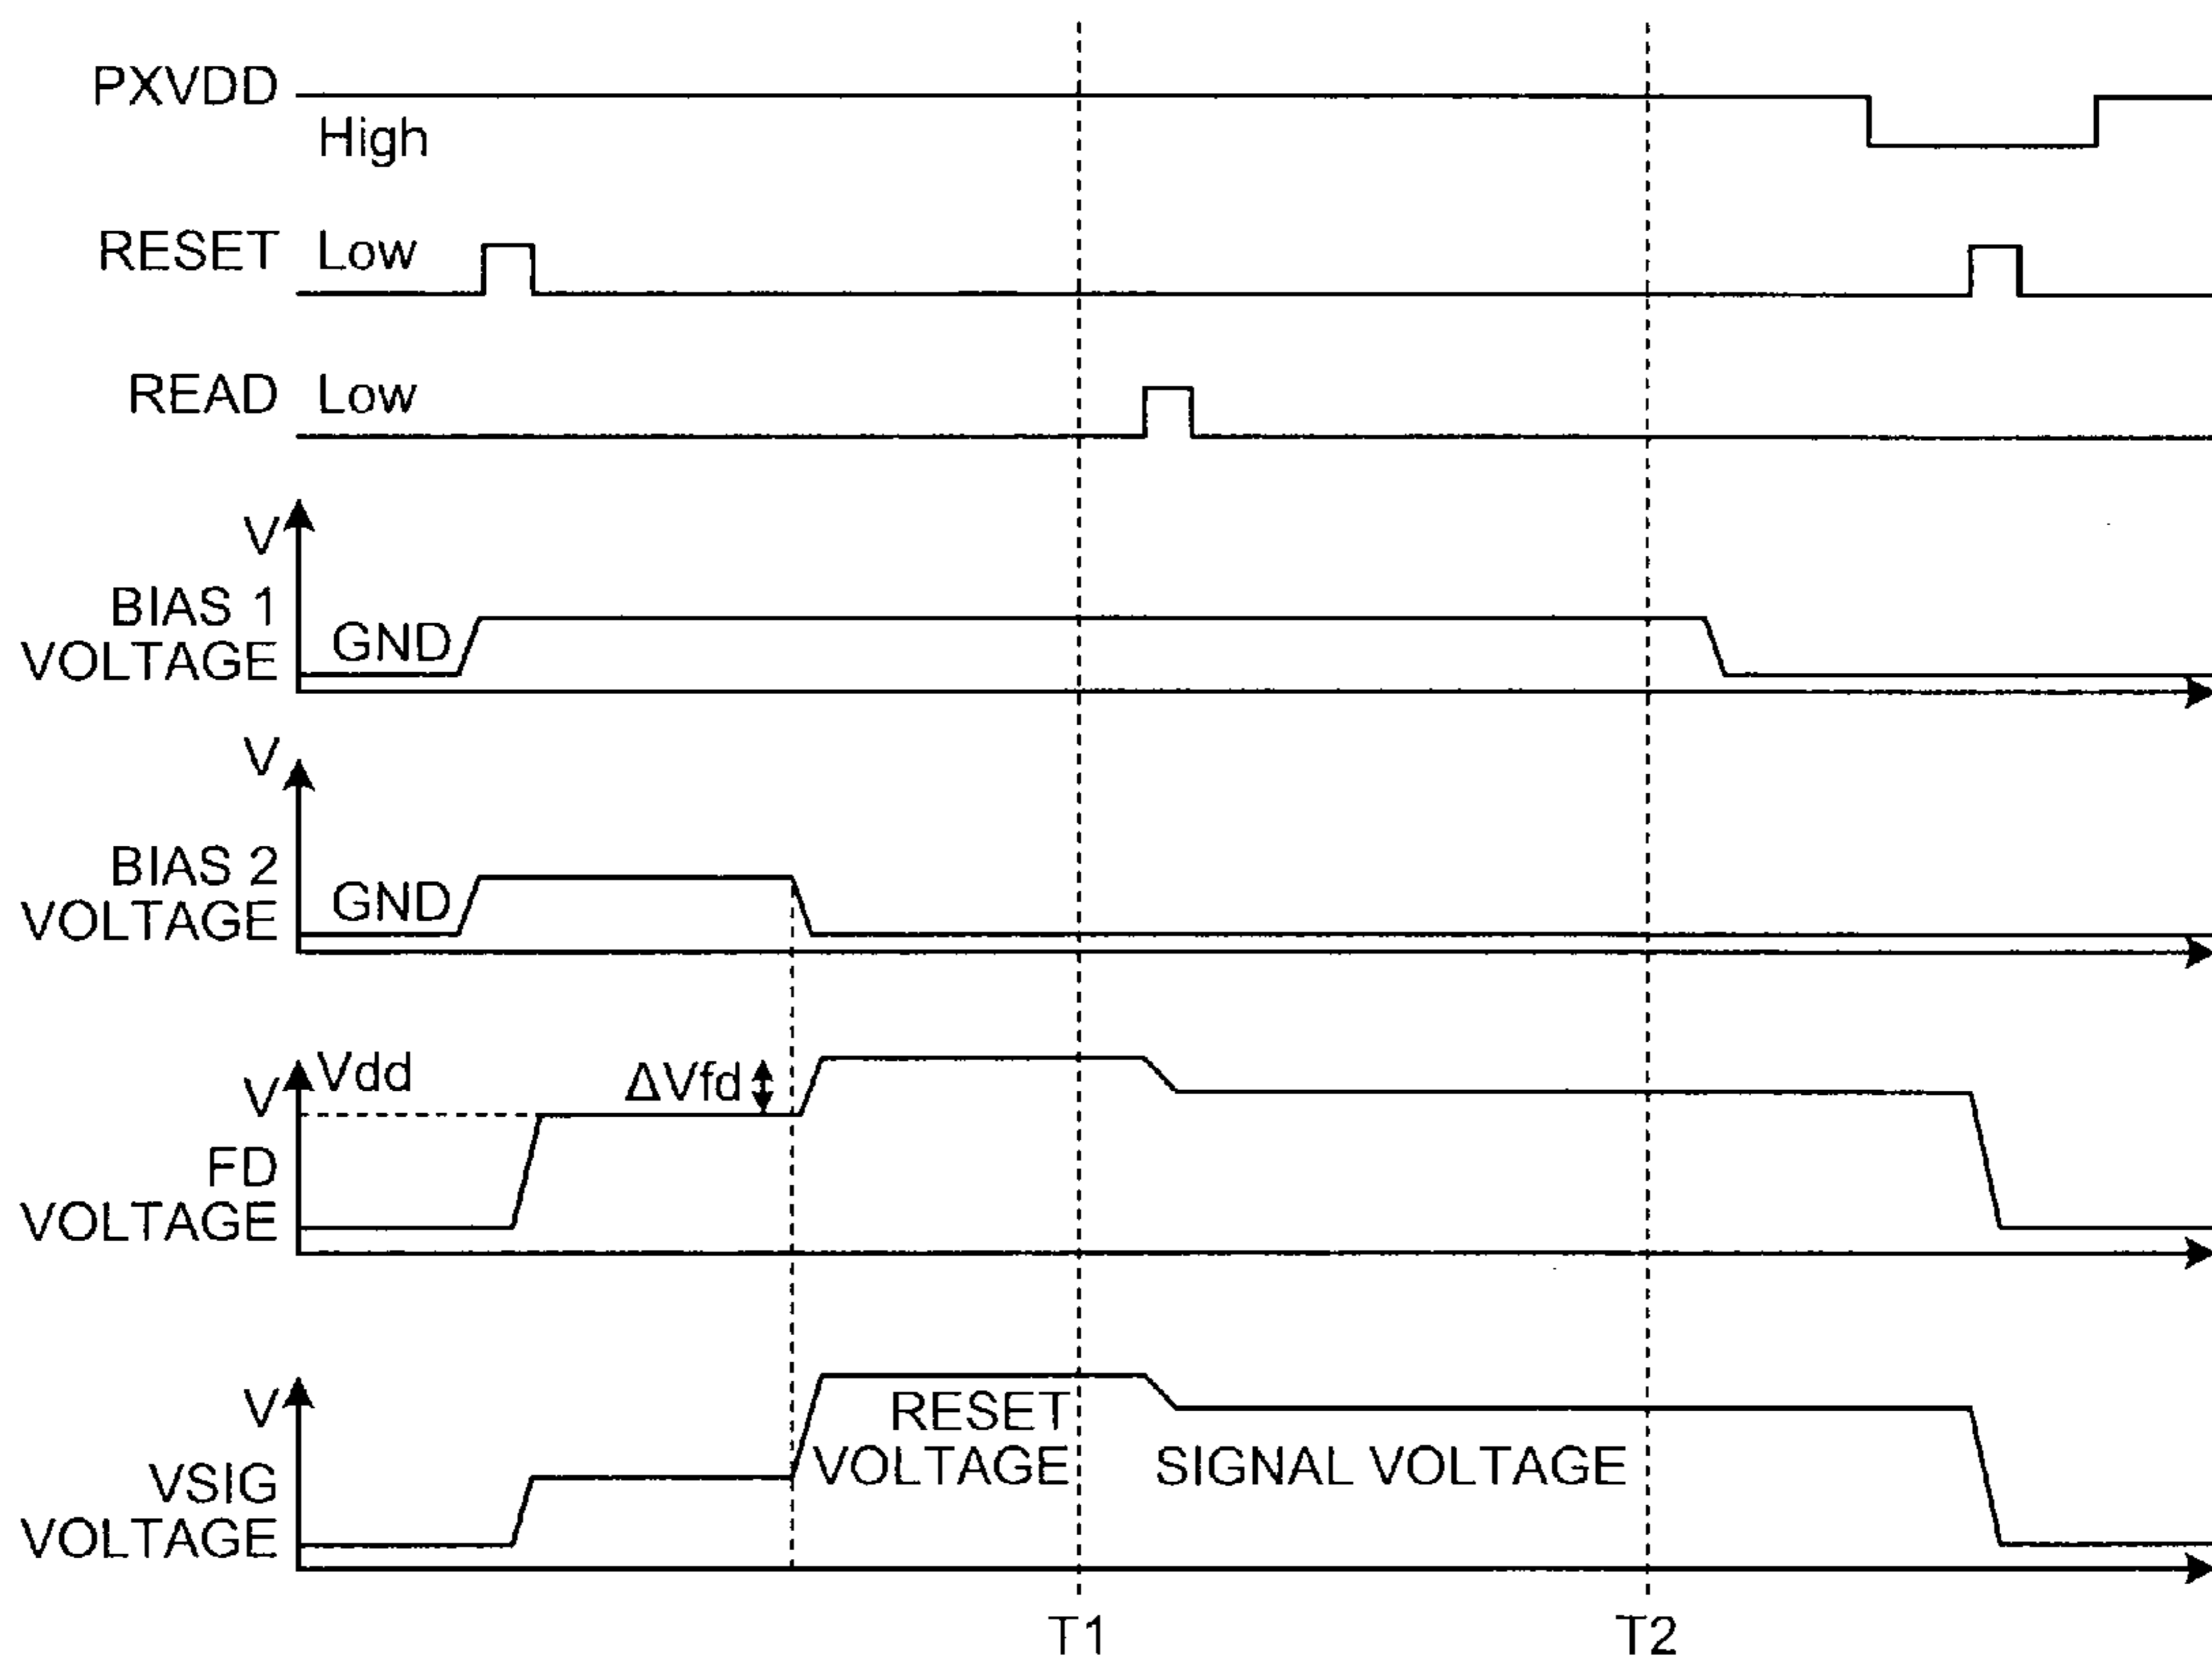 PXVDD
High
RESET Low
READ Low
V
BIAS 1
VOLTAGE
GND
V
BIAS 2
VOLTAGE
GND
V
Vdd
ΔVfd
FD
VOLTAGE
V
VSIG
VOLTAGE
RESET
VOLTAGE
SIGNAL VOLTAGE
T1
T2